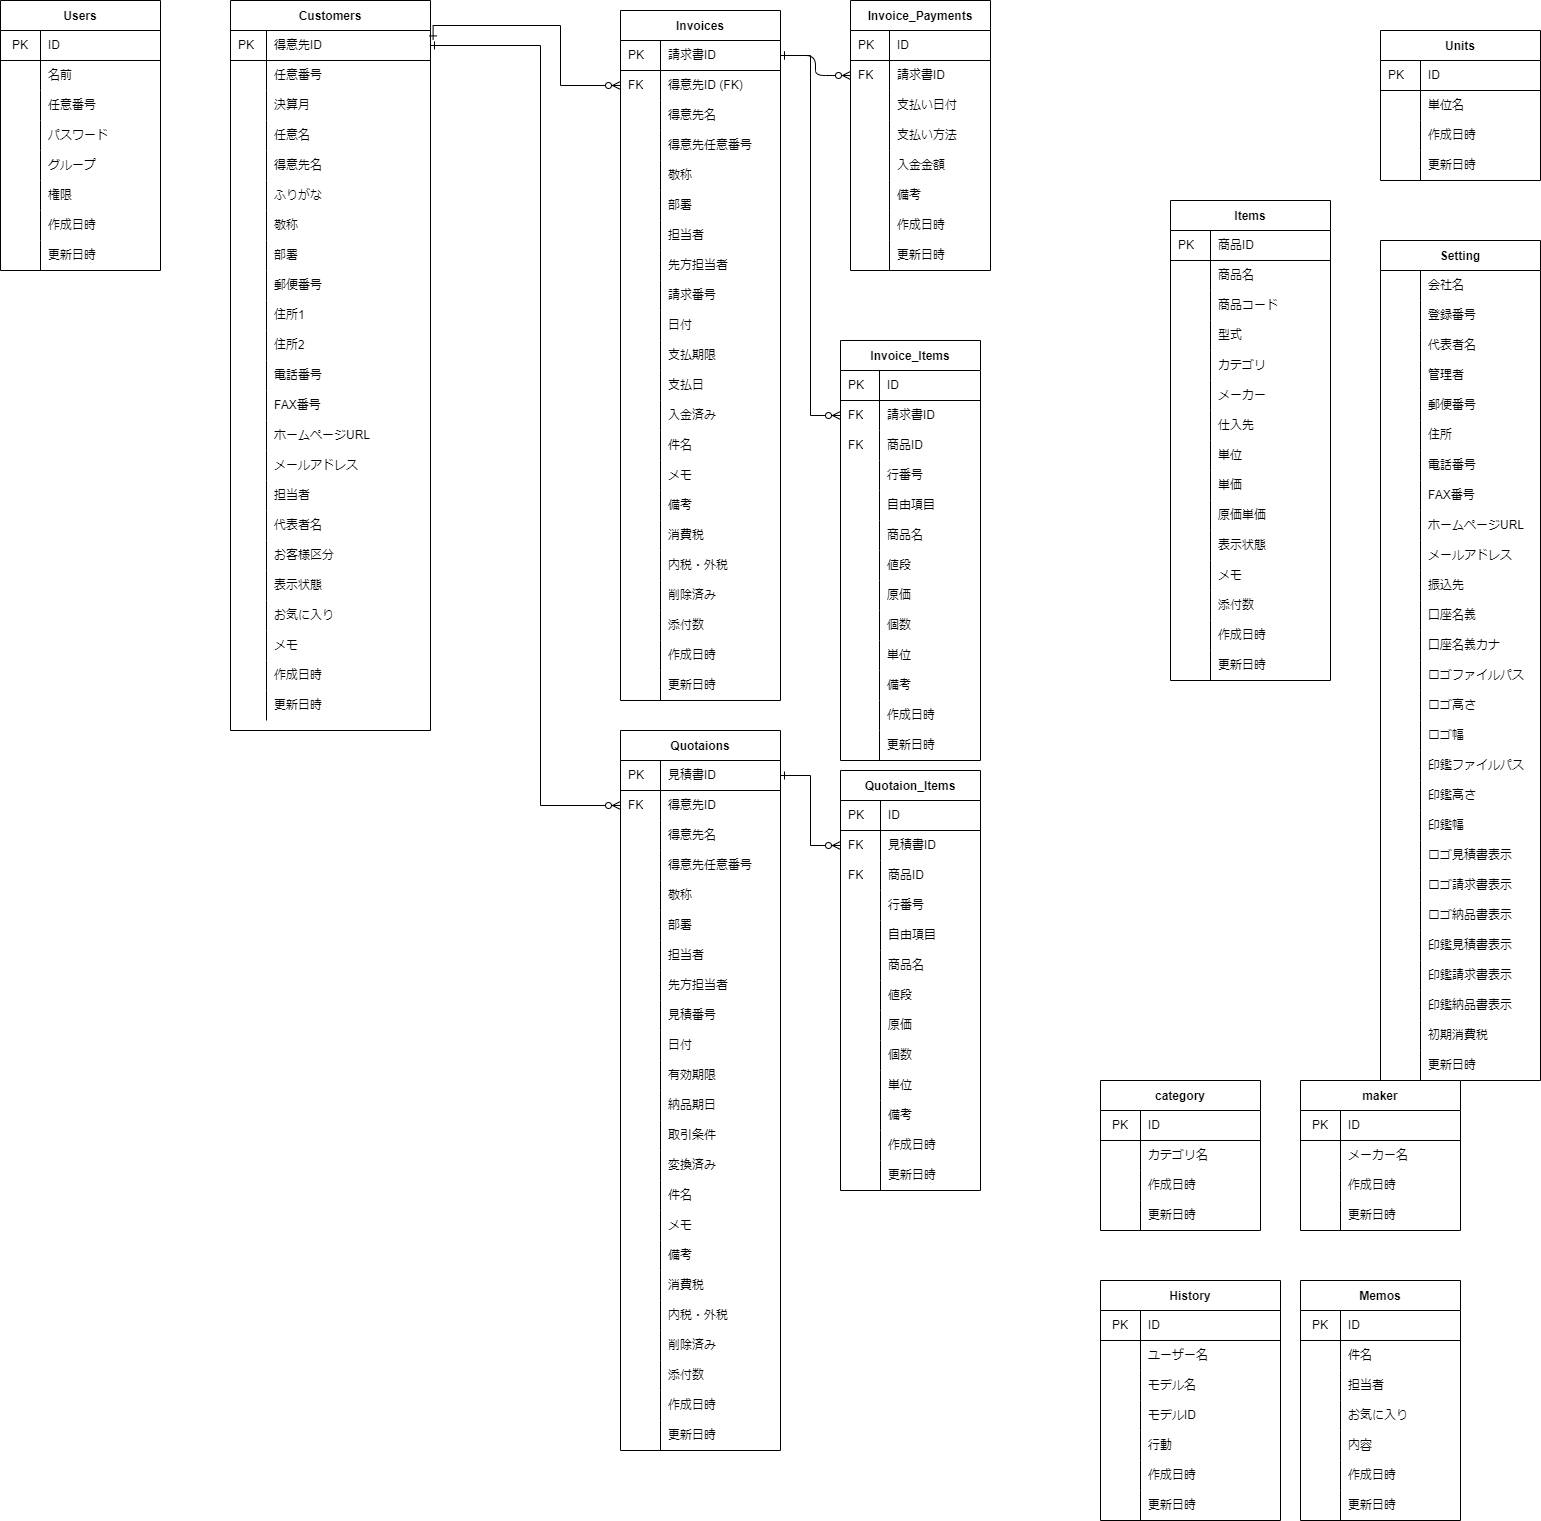 Users
PK ID
名前
任意番号
パスワード
グループ
権限
作成日時
更新日時
Customers
PK 得意先ID
任意番号
決算月
任意名
得意先名
ふりがな
敬称
部署
郵便番号
住所1
住所2
電話番号
FAX番号
ホームページURL
メールアドレス
担当者
代表者名
お客様区分
表示状態
お気に入り
メモ
作成日時
更新日時
Invoices
PK 請求書ID
FK 得意先ID (FK)
得意先名
得意先任意番号
敬称
部署
担当者
先方担当者
請求番号
日付
支払期限
支払日
入金済み
件名
メモ
備考
消費税
内税・外税
削除済み
添付数
作成日時
更新日時
Quotaions
PK 見積書ID
FK 得意先ID
得意先名
得意先任意番号
敬称
部署
担当者
先方担当者
見積番号
日付
有効期限
納品期日
取引条件
変換済み
件名
メモ
備考
消費税
内税・外税
削除済み
添付数
作成日時
更新日時
Invoice_Payments
PK ID
FK 請求書ID
支払い日付
支払い方法
入金金額
備考
作成日時
更新日時
Invoice_Items
PK ID
FK 請求書ID
FK 商品ID
行番号
自由項目
商品名
値段
原価
個数
単位
備考
作成日時
更新日時
Quotaion_Items
PK ID
FK 見積書ID
FK 商品ID
行番号
自由項目
商品名
値段
原価
個数
単位
備考
作成日時
更新日時
Items
PK 商品ID
商品名
商品コード
型式
カテゴリ
メーカー
仕入先
単位
単価
原価単価
表示状態
メモ
添付数
作成日時
更新日時
Units
PK ID
単位名
作成日時
更新日時
Setting
会社名
登録番号
代表者名
管理者
郵便番号
住所
電話番号
FAX番号
ホームページURL
メールアドレス
振込先
口座名義
口座名義カナ
ロゴファイルパス
ロゴ高さ
ロゴ幅
印鑑ファイルパス
印鑑高さ
印鑑幅
ロゴ見積書表示
ロゴ請求書表示
ロゴ納品書表示
印鑑見積書表示
印鑑請求書表示
印鑑納品書表示
初期消費税
更新日時
category
PK ID
カテゴリ名
作成日時
更新日時
maker
PK ID
メーカー名
作成日時
更新日時
History
PK ID
ユーザー名
モデル名
モデルID
行動
作成日時
更新日時
Memos
PK ID
件名
担当者
お気に入り
内容
作成日時
更新日時